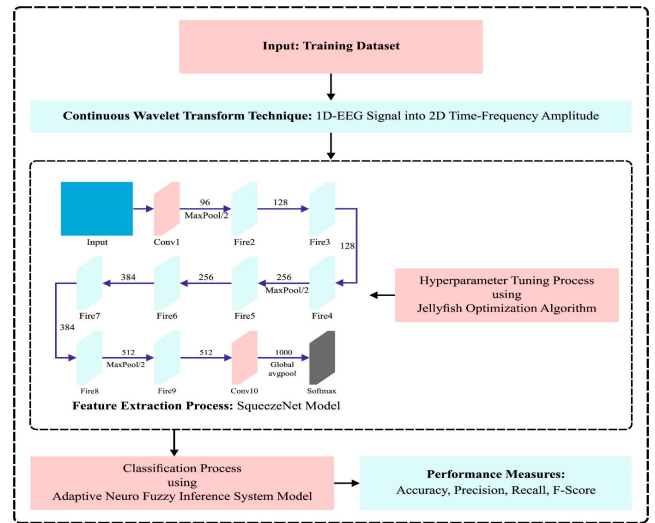 Input: Training Dataset
Continuous Wavelet Transform Technique: 1D-EEG Signal into 2D Time-Frequency Amplitude
Input
Conv1
96
MaxPool/2
Fire2
128
Fire3
128
Fire7
384
Fire6
256
Fire5
256
MaxPool/2
Fire4
384
Fire8
512
MaxPool/2
Fire9
512
Conv10
1000
Global
avgpool
Softmax
Feature Extraction Process: SqueezeNet Model
Hyperparameter Tuning Process
using
Jellyfish Optimization Algorithm
Classification Process
using
Adaptive Neuro Fuzzy Inference System Model
Performance Measures:
Accuracy, Precision, Recall, F-Score